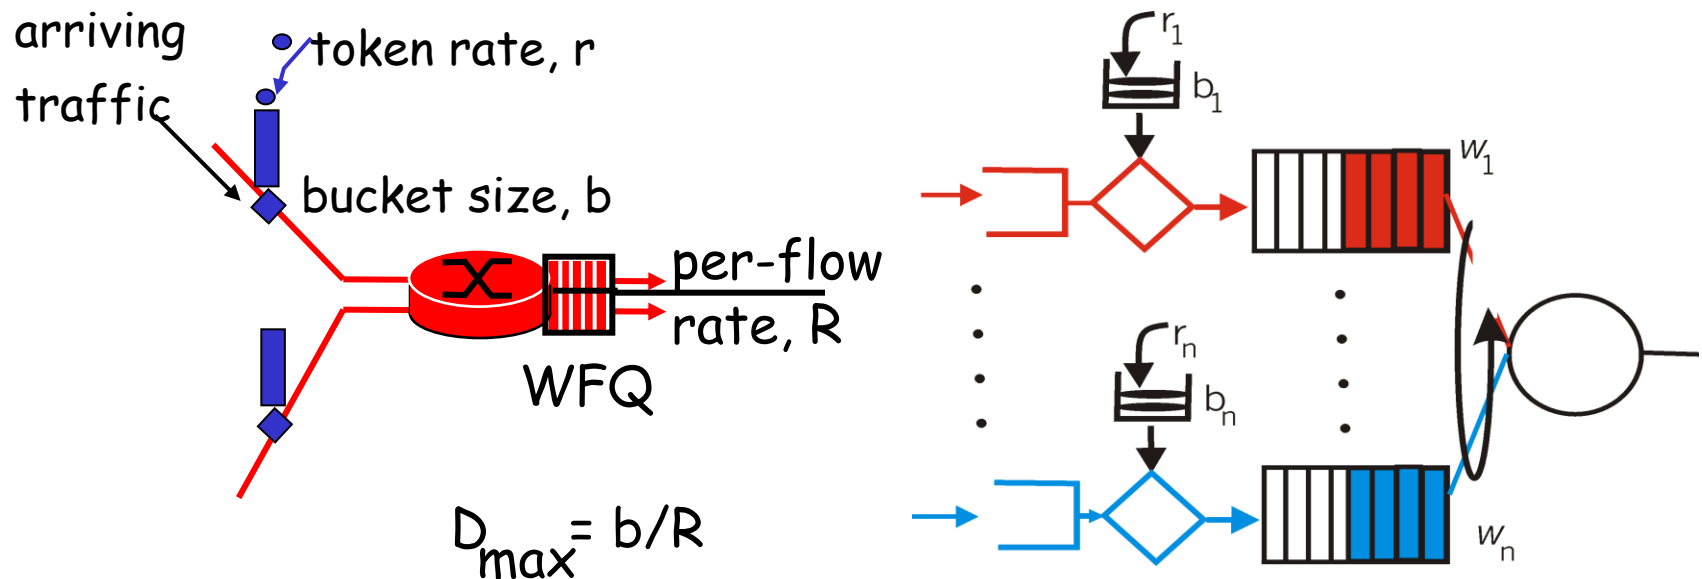 arriving
traffic
token rate, r
bucket size, b
per-flow
rate, R
WFQ
Dmax= b/R
r1
b1
w1
rn
bn
wn